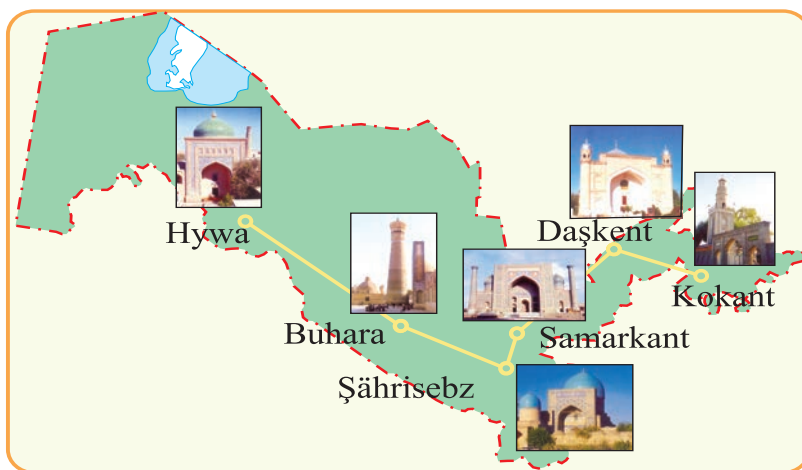 Hywa
Daşkent
Kokant
Buhara
Samarkant
Şährisebz